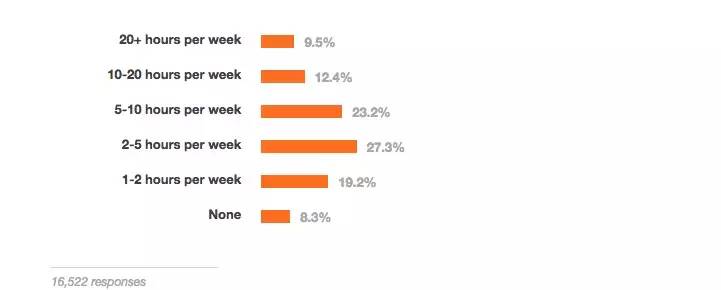 20+ hours per week 9.5%
10-20 hours per week 12.4%
5-10 hours per week 23.2%
2-5 hours per week 27.3%
1-2 hours per week 19.2%
None 8.3%
16,522 responses